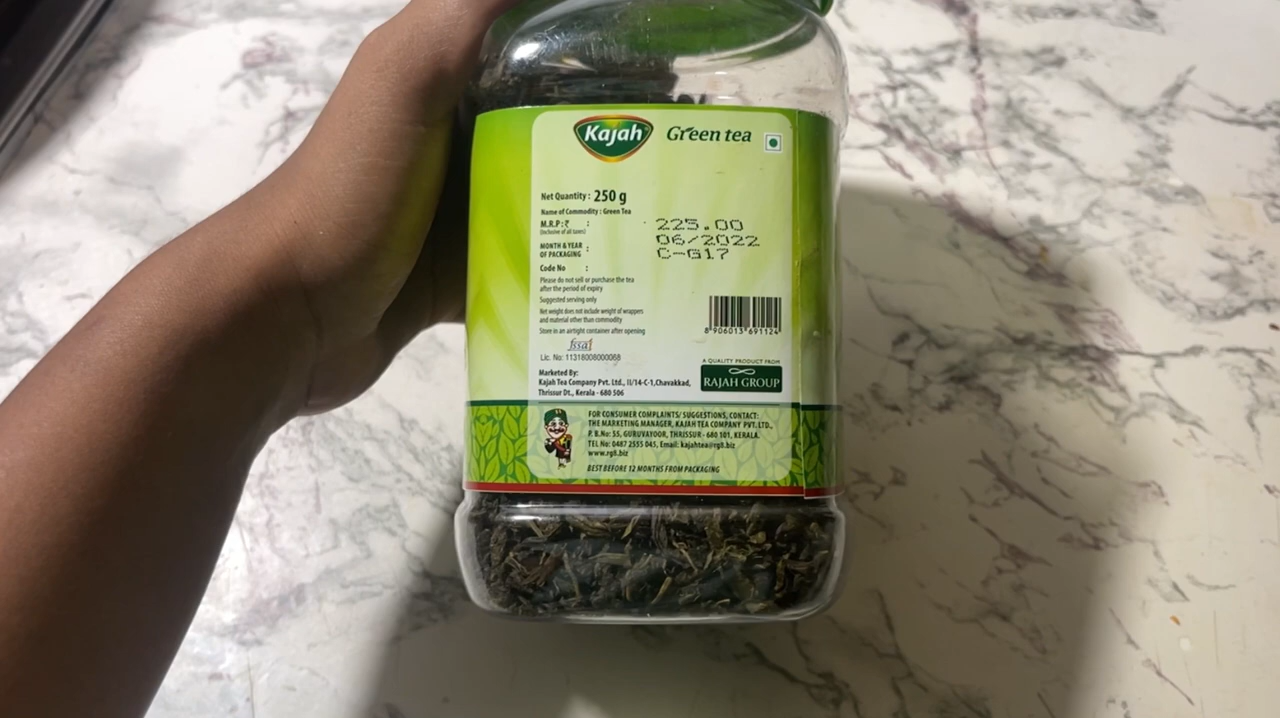 Kajah Green tea
Net Quantity : 250 g
Name of Commodity : Green Tea
M.R.P : ₹ : 225.00
(Inclusive of all taxes)
MONTH & YEAR
OF PACKAGING : 06/2022
Code No : C-G17
Please do not sell or purchase the tea
after the period of expiry
Suggested serving only
Net weight does not include weight of wrappers
and material other than commodity
Store in an airtight container after opening
8 906013 691124
fssai
Lic. No: 11318008000068
A QUALITY PRODUCT FROM
RAJAH GROUP
Marketed By:
Kajah Tea Company Pvt. Ltd., II/14-C-1,Chavakkad,
Thrissur Dt., Kerala - 680 506
FOR CONSUMER COMPLAINTS/ SUGGESTIONS, CONTACT:
THE MARKETING MANAGER, KAJAH TEA COMPANY PVT. LTD.,
P. B.No: 55, GURUVAYOOR, THRISSUR - 680 101, KERALA.
TEL No: 0487 2555 045, Email: kajahtea@rgll.biz
www.rgll.biz
BEST BEFORE 12 MONTHS FROM PACKAGING